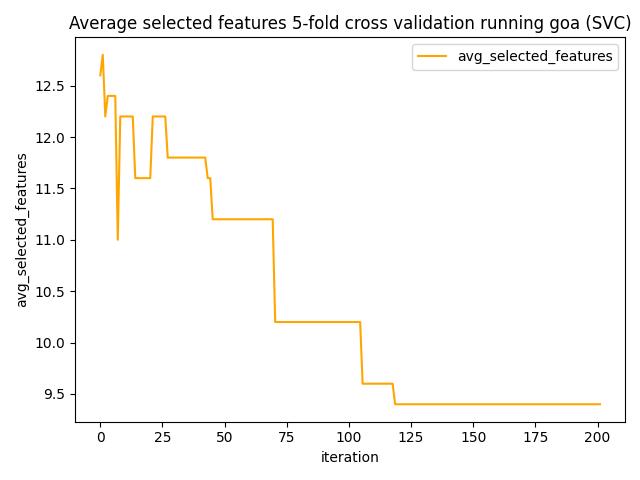 Average selected features 5-fold cross validation running goa (SVC)
avg_selected_features
12.5
12.0
11.5
11.0
10.5
10.0
9.5
avg_selected_features
0 25 50 75 100 125 150 175 200
iteration